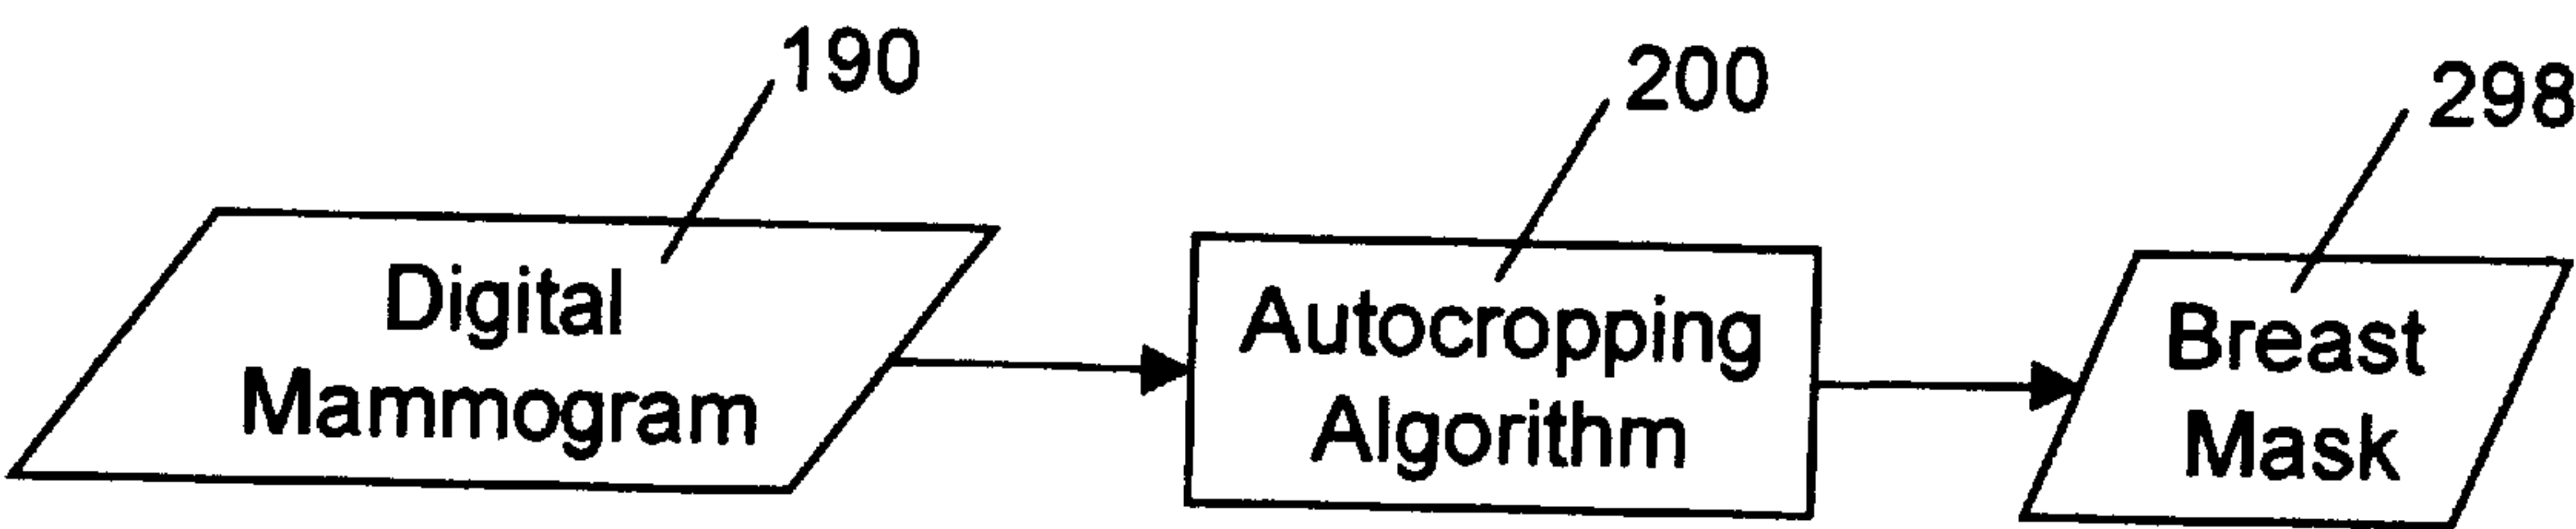 190
200
298
Digital
Mammogram
Autocropping
Algorithm
Breast
Mask